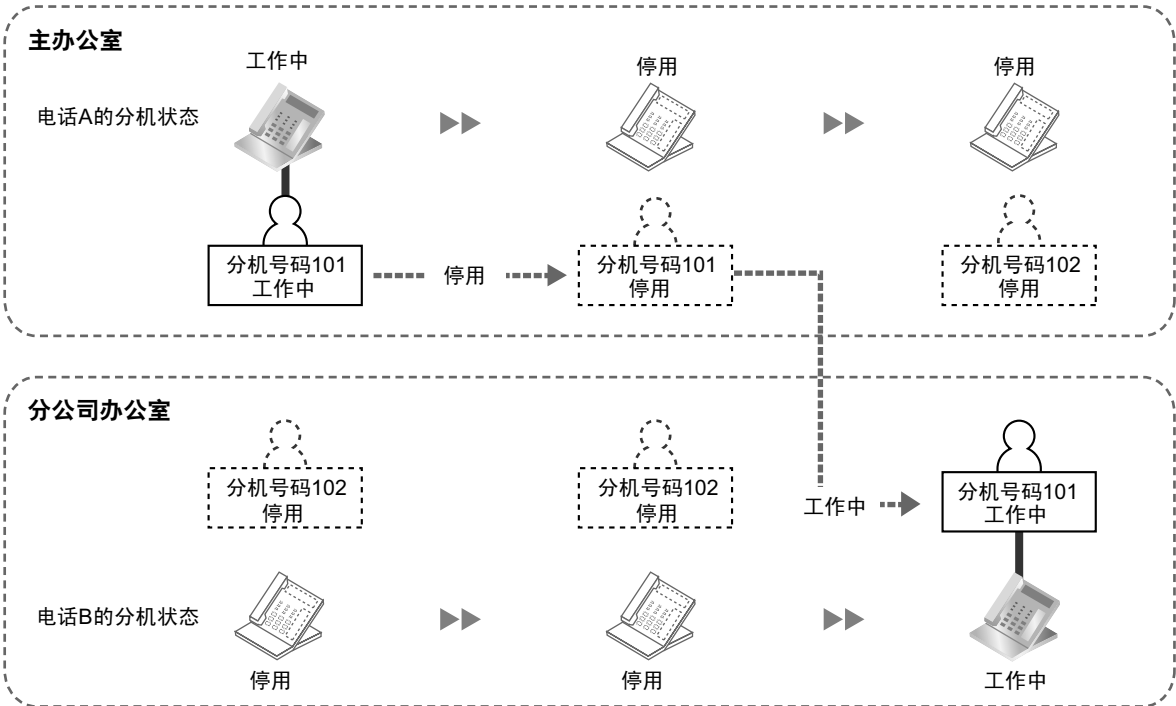 主办公室
工作中
停用
停用
电话A的分机状态
分机号码101
工作中
停用
分机号码101
停用
分机号码102
停用
分公司办公室
分机号码102
停用
分机号码102
停用
工作中
分机号码101
工作中
电话B的分机状态
停用
停用
工作中